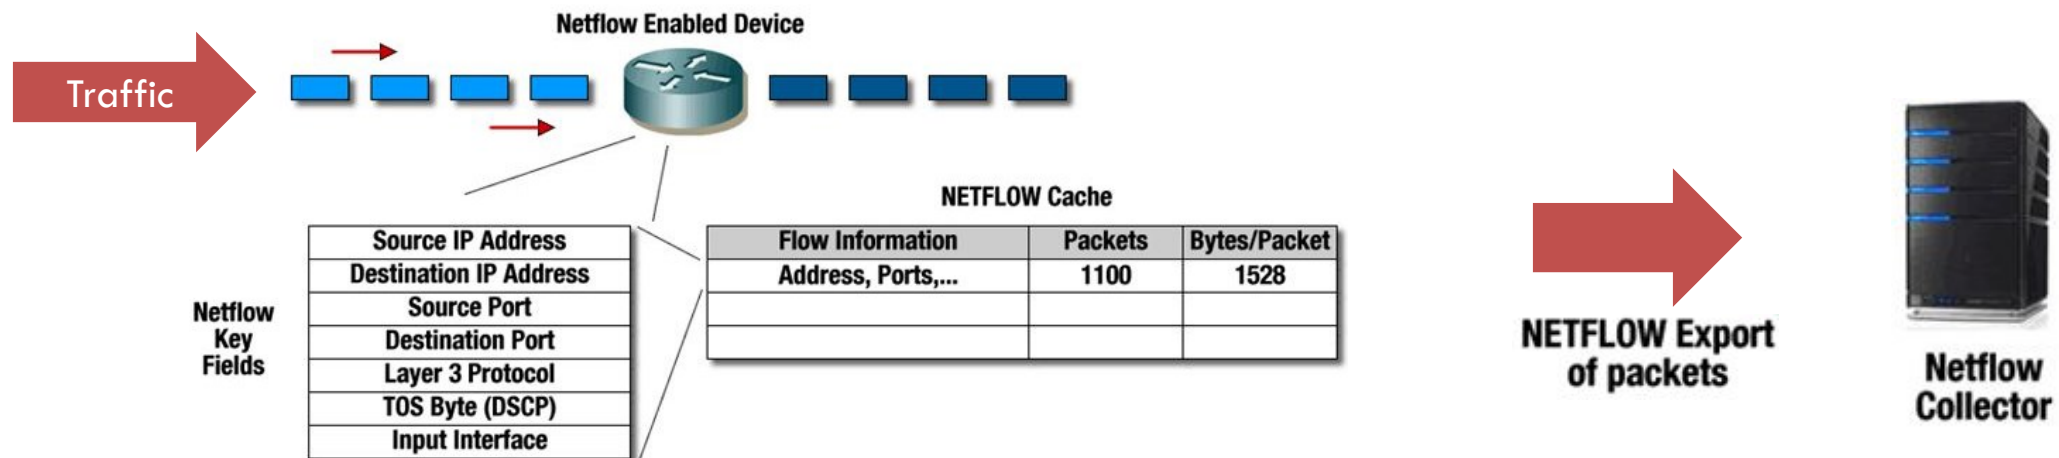 Netflow Enabled Device
Traffic
NETFLOW Cache
Netflow
Key
Fields
Source IP Address
Destination IP Address
Source Port
Destination Port
Layer 3 Protocol
TOS Byte (DSCP)
Input Interface
Flow Information Packets Bytes/Packet
Address, Ports,... 1100 1528
NETFLOW Export
of packets
Netflow
Collector